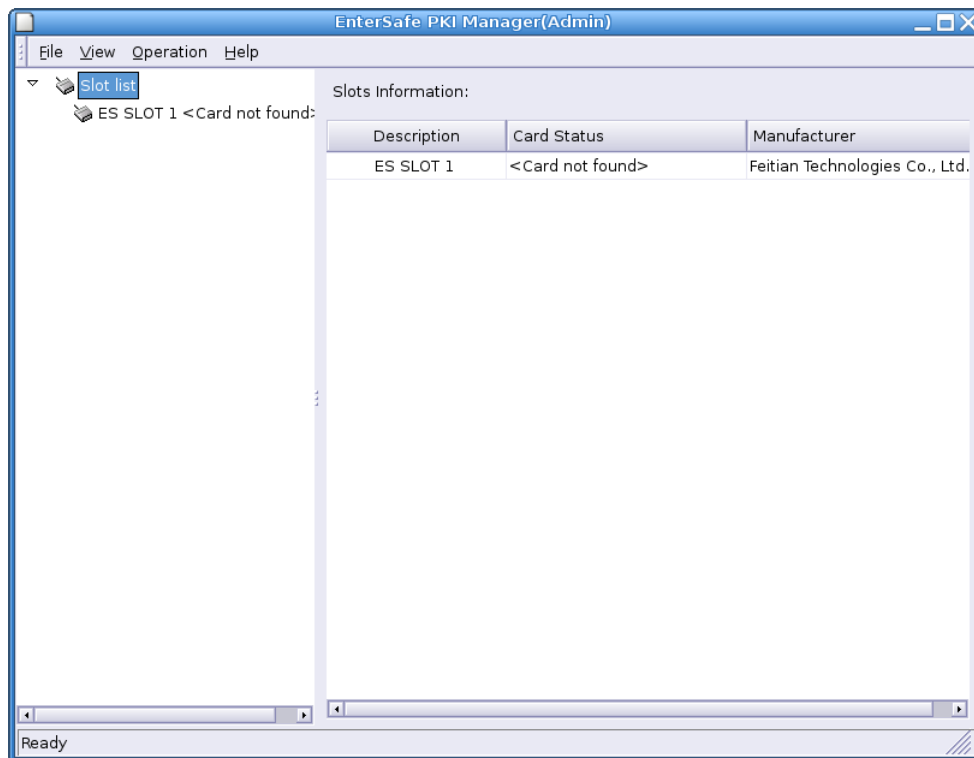 EnterSafe PKI Manager(Admin)
File View Operation Help
Slot list
ES SLOT 1 <Card not found>
Slots Information:
Description Card Status Manufacturer
ES SLOT 1 <Card not found> Feitian Technologies Co., Ltd.
Ready